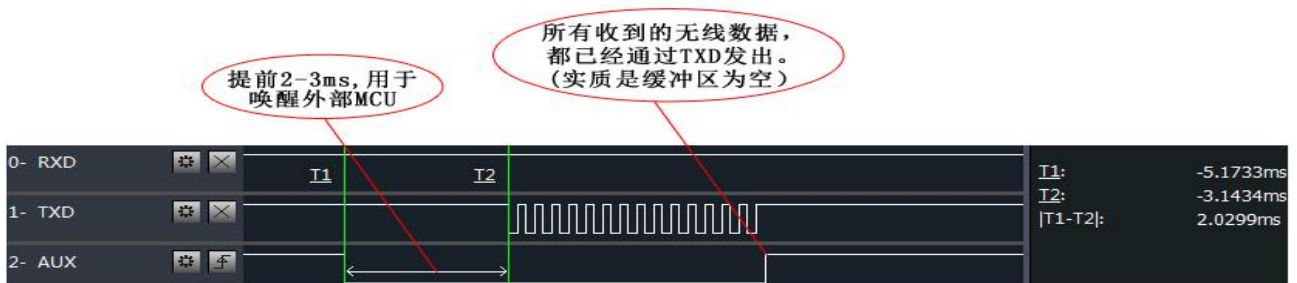 所有收到的无线数据，
都已经通过TXD发出。
(实质是缓冲区为空)
提前2-3ms,用于
唤醒外部MCU
0- RXD
T1
T2
1- TXD
2- AUX
T1: -5.1733ms
T2: -3.1434ms
|T1-T2|: 2.0299ms